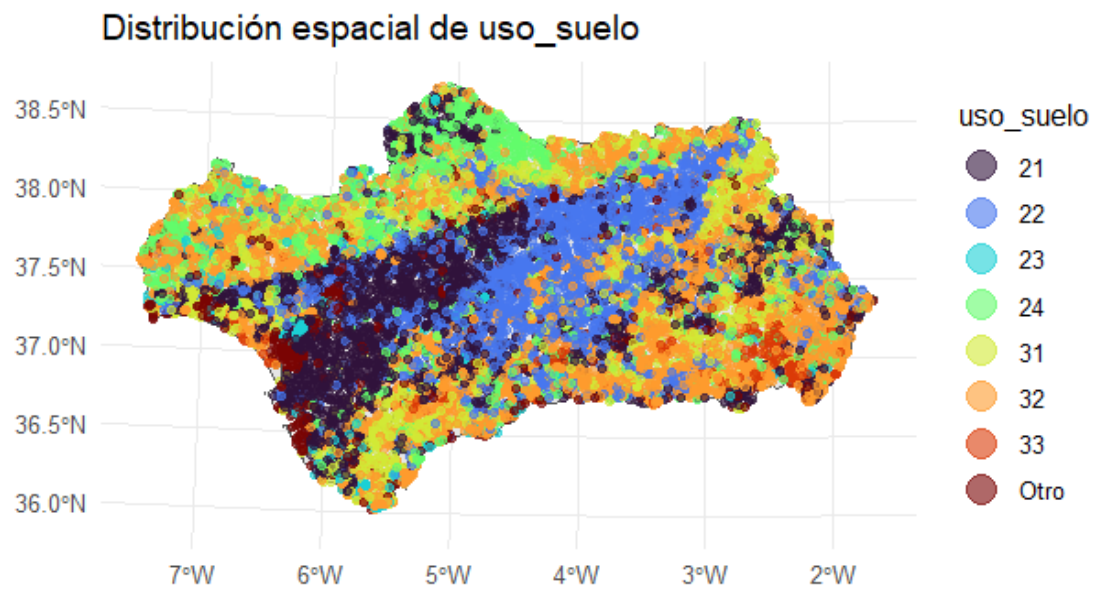 Distribución espacial de uso_suelo
38.5°N
38.0°N
37.5°N
37.0°N
36.5°N
36.0°N
7°W
6°W
5°W
4°W
3°W
2°W
uso_suelo
21
22
23
24
31
32
33
Otro